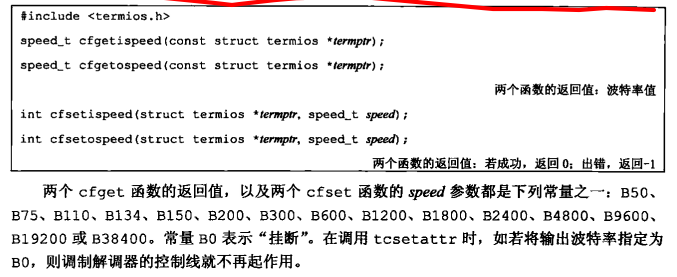 #include <termios.h>
speed_t cfgetispeed(const struct termios *termptr);
speed_t cfgetospeed(const struct termios *termptr);
两个函数的返回值：波特率值
int cfsetispeed(struct termios *termptr, speed_t speed);
int cfsetospeed(struct termios *termptr, speed_t speed);
两个函数的返回值：若成功，返回 0；出错，返回-1
两个 cfget 函数的返回值，以及两个 cfset 函数的 speed 参数都是下列常量之一：B50、
B75、B110、B134、B150、B200、B300、B600、B1200、B1800、B2400、B4800、B9600、
B19200 或 B38400。常量 B0 表示“挂断”。在调用 tcsetattr 时，如若将输出波特率指定为
B0，则调制解调器的控制线就不再起作用。